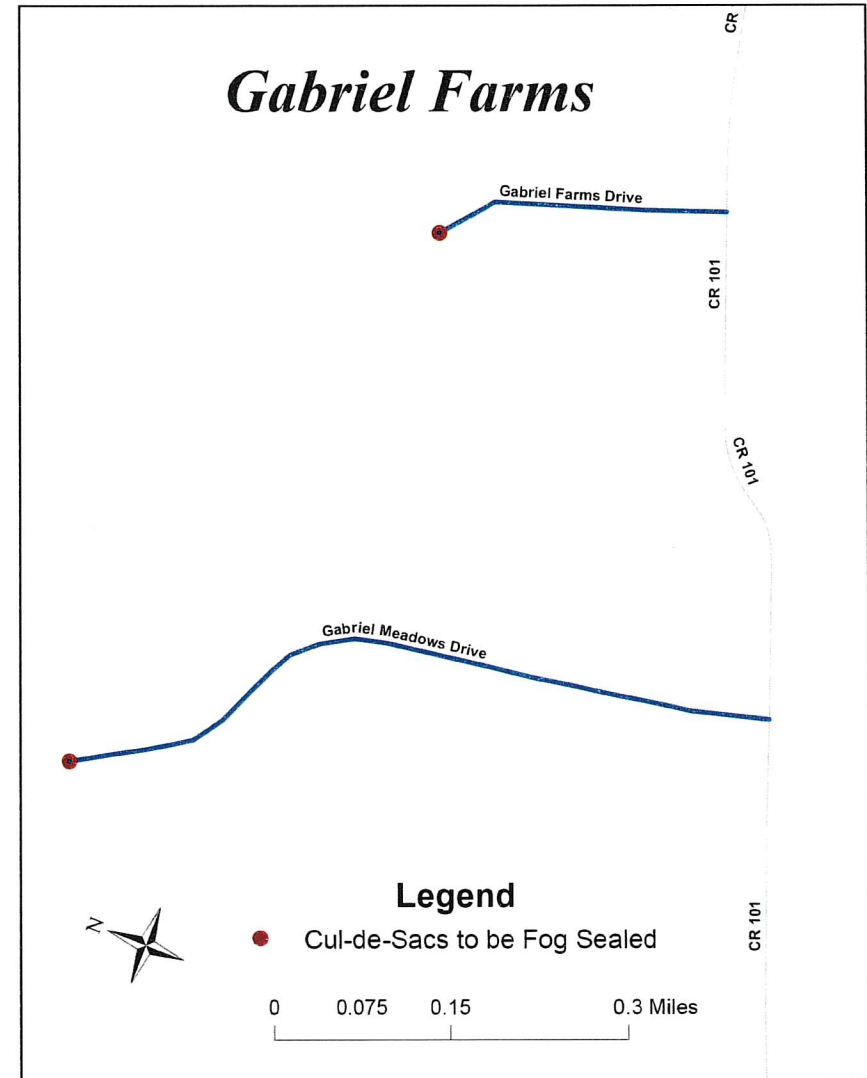 CR
Gabriel Farms
Gabriel Farms Drive
CR 101
CR 101
Gabriel Meadows Drive
Legend
N
Cul-de-Sacs to be Fog Sealed
CR 101
0 0.075 0.15 0.3 Miles